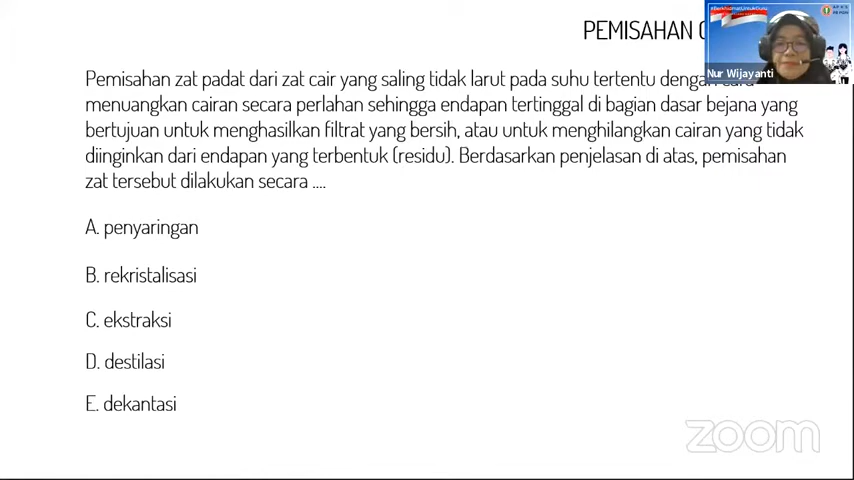 PEMISAHAN
#BerkhidmatUntukGuru
Nur Wijayanti
Pemisahan zat padat dari zat cair yang saling tidak larut pada suhu tertentu dengan cara
menuangkan cairan secara perlahan sehingga endapan tertinggal di bagian dasar bejana yang
bertujuan untuk menghasilkan filtrat yang bersih, atau untuk menghilangkan cairan yang tidak
diinginkan dari endapan yang terbentuk (residu). Berdasarkan penjelasan di atas, pemisahan
zat tersebut dilakukan secara ....
A. penyaringan
B. rekristalisasi
C. ekstraksi
D. destilasi
E. dekantasi
zoom